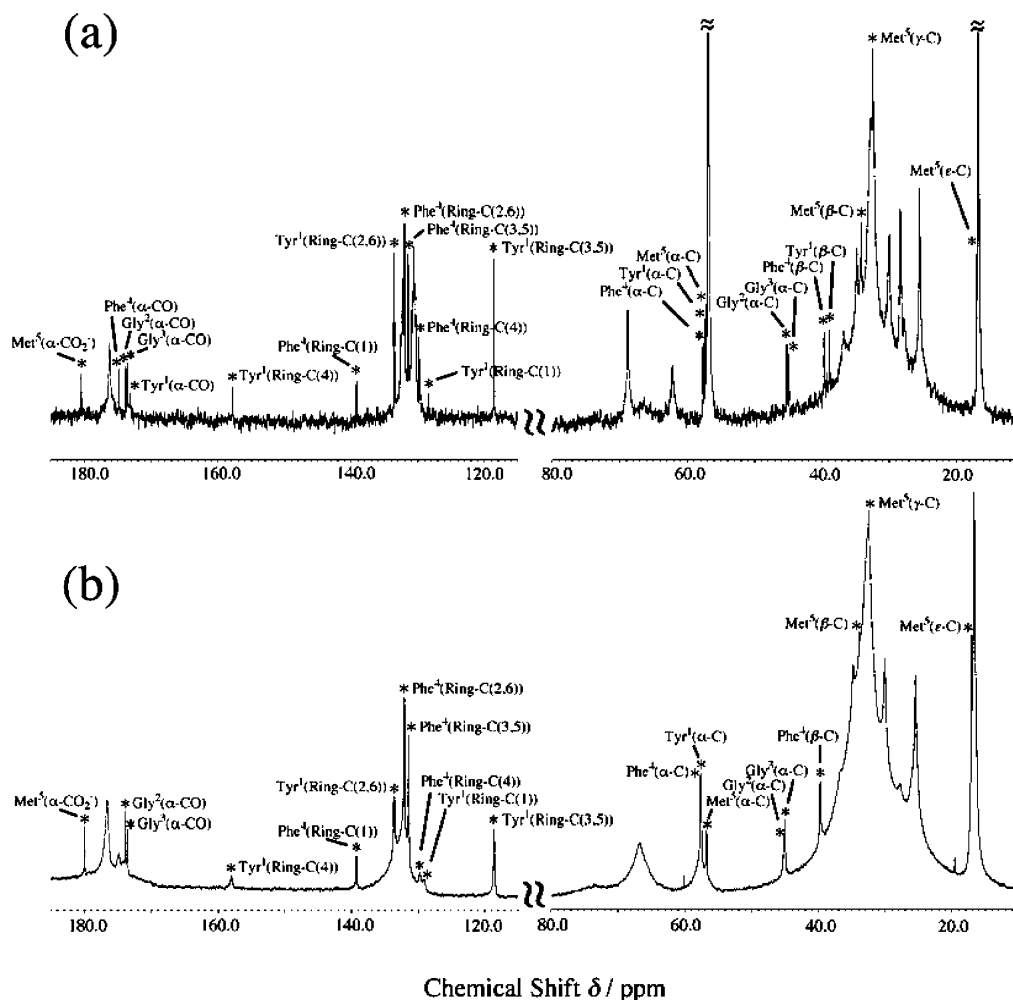 (a)
Met⁵(γ-C)
Met⁵(ε-C)
Phe⁴(Ring-C(2.6))
Phe⁴(Ring-C(3,5))
Tyr¹(Ring-C(2.6))
Tyr¹(Ring-C(3.5))
Met⁵(β-C)
Met⁵(α-C)
Tyr¹(α-C)
Phe⁴(α-C)
Tyr¹(β-C)
Phe⁴(β-C)
Gly³(α-C)
Gly²(α-C)
Phe⁴(α-CO)
Gly²(α-CO)
Gly³(α-CO)
Met⁵(α-CO₂⁻)
Tyr¹(α-CO)
Tyr¹(Ring-C(4))
Phe⁴(Ring-C(1))
Phe⁴(Ring-C(4))
Tyr¹(Ring-C(1))
180.0 160.0 140.0 120.0 80.0 60.0 40.0 20.0
(b)
Met⁵(γ-C)
Met⁵(β-C)
Met⁵(ε-C)
Phe⁴(Ring-C(2.6))
Phe⁴(Ring-C(3,5))
Tyr¹(α-C)
Phe⁴(β-C)
Phe⁴(α-C)
Gly³(α-C)
Gly²(α-C)
Met⁵(α-C)
Tyr¹(Ring-C(2.6))
Phe⁴(Ring-C(4))
Tyr¹(Ring-C(1))
Tyr¹(Ring-C(3.5))
Met⁵(α-CO₂⁻)
Gly²(α-CO)
Gly³(α-CO)
Phe⁴(Ring-C(1))
Tyr¹(Ring-C(4))
180.0 160.0 140.0 120.0 80.0 60.0 40.0 20.0
Chemical Shift δ / ppm